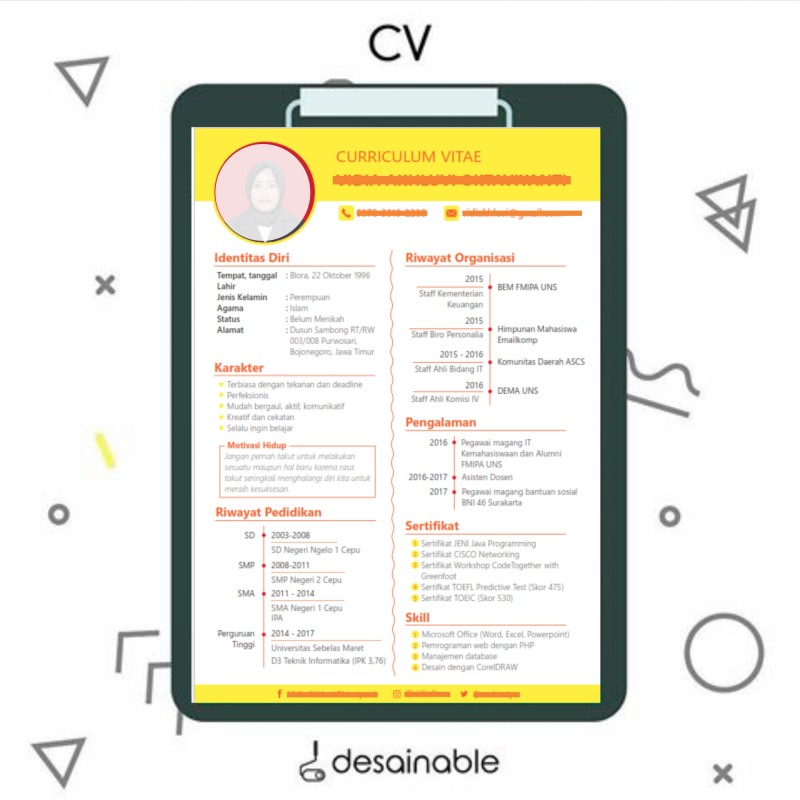 CV
CURRICULUM VITAE
Identitas Diri
Tempat, tanggal Lahir : Blora, 22 Oktober 1996
Jenis Kelamin : Perempuan
Agama : Islam
Status : Belum Menikah
Alamat : Dusun Sambong RT/RW
003/008 Purwosari,
Bojonegoro, Jawa Timur
Karakter
Terbiasa dengan tekanan dan deadline
Perfeksionis
Mudah bergaul, aktif, komunikatif
Kreatif dan cekatan
Selalu ingin belajar
Motivasi Hidup
Jangan pernah takut untuk melakukan
sesuatu maupun hal baru karena rasa
takut seringkali menghalangi diri kita untuk
meraih kesuksesan.
Riwayat Pedidikan
SD 2003-2008
SD Negeri Ngelo 1 Cepu
SMP 2008-2011
SMP Negeri 2 Cepu
SMA 2011 - 2014
SMA Negeri 1 Cepu
IPA
Perguruan Tinggi 2014 - 2017
Universitas Sebelas Maret
D3 Teknik Informatika (IPK 3,76)
Riwayat Organisasi
2015
Staff Kementerian
Keuangan
BEM FMIPA UNS
2015
Staff Biro Personalia
Himpunan Mahasiswa
Emailkomp
2015 - 2016
Staff Ahli Bidang IT
Komunitas Daerah ASCS
2016
Staff Ahli Komisi IV
DEMA UNS
Pengalaman
2016 Pegawai magang IT
Kemahasiswaan dan Alumni
FMIPA UNS
2016-2017 Asisten Dosen
2017 Pegawai magang bantuan sosial
BNI 46 Surakarta
Sertifikat
1 Sertifikat JENI Java Programming
2 Sertifikat CISCO Networking
3 Sertifikat Workshop CodeTogether with
Greenfoot
4 Sertifkat TOEFL Predictive Test (Skor 475)
5 Sertifikat TOEIC (Skor 530)
Skill
1 Microsoft Office (Word, Excel, Powerpoint)
2 Pemrograman web dengan PHP
3 Manajemen database
4 Desain dengan CorelDRAW
desainable